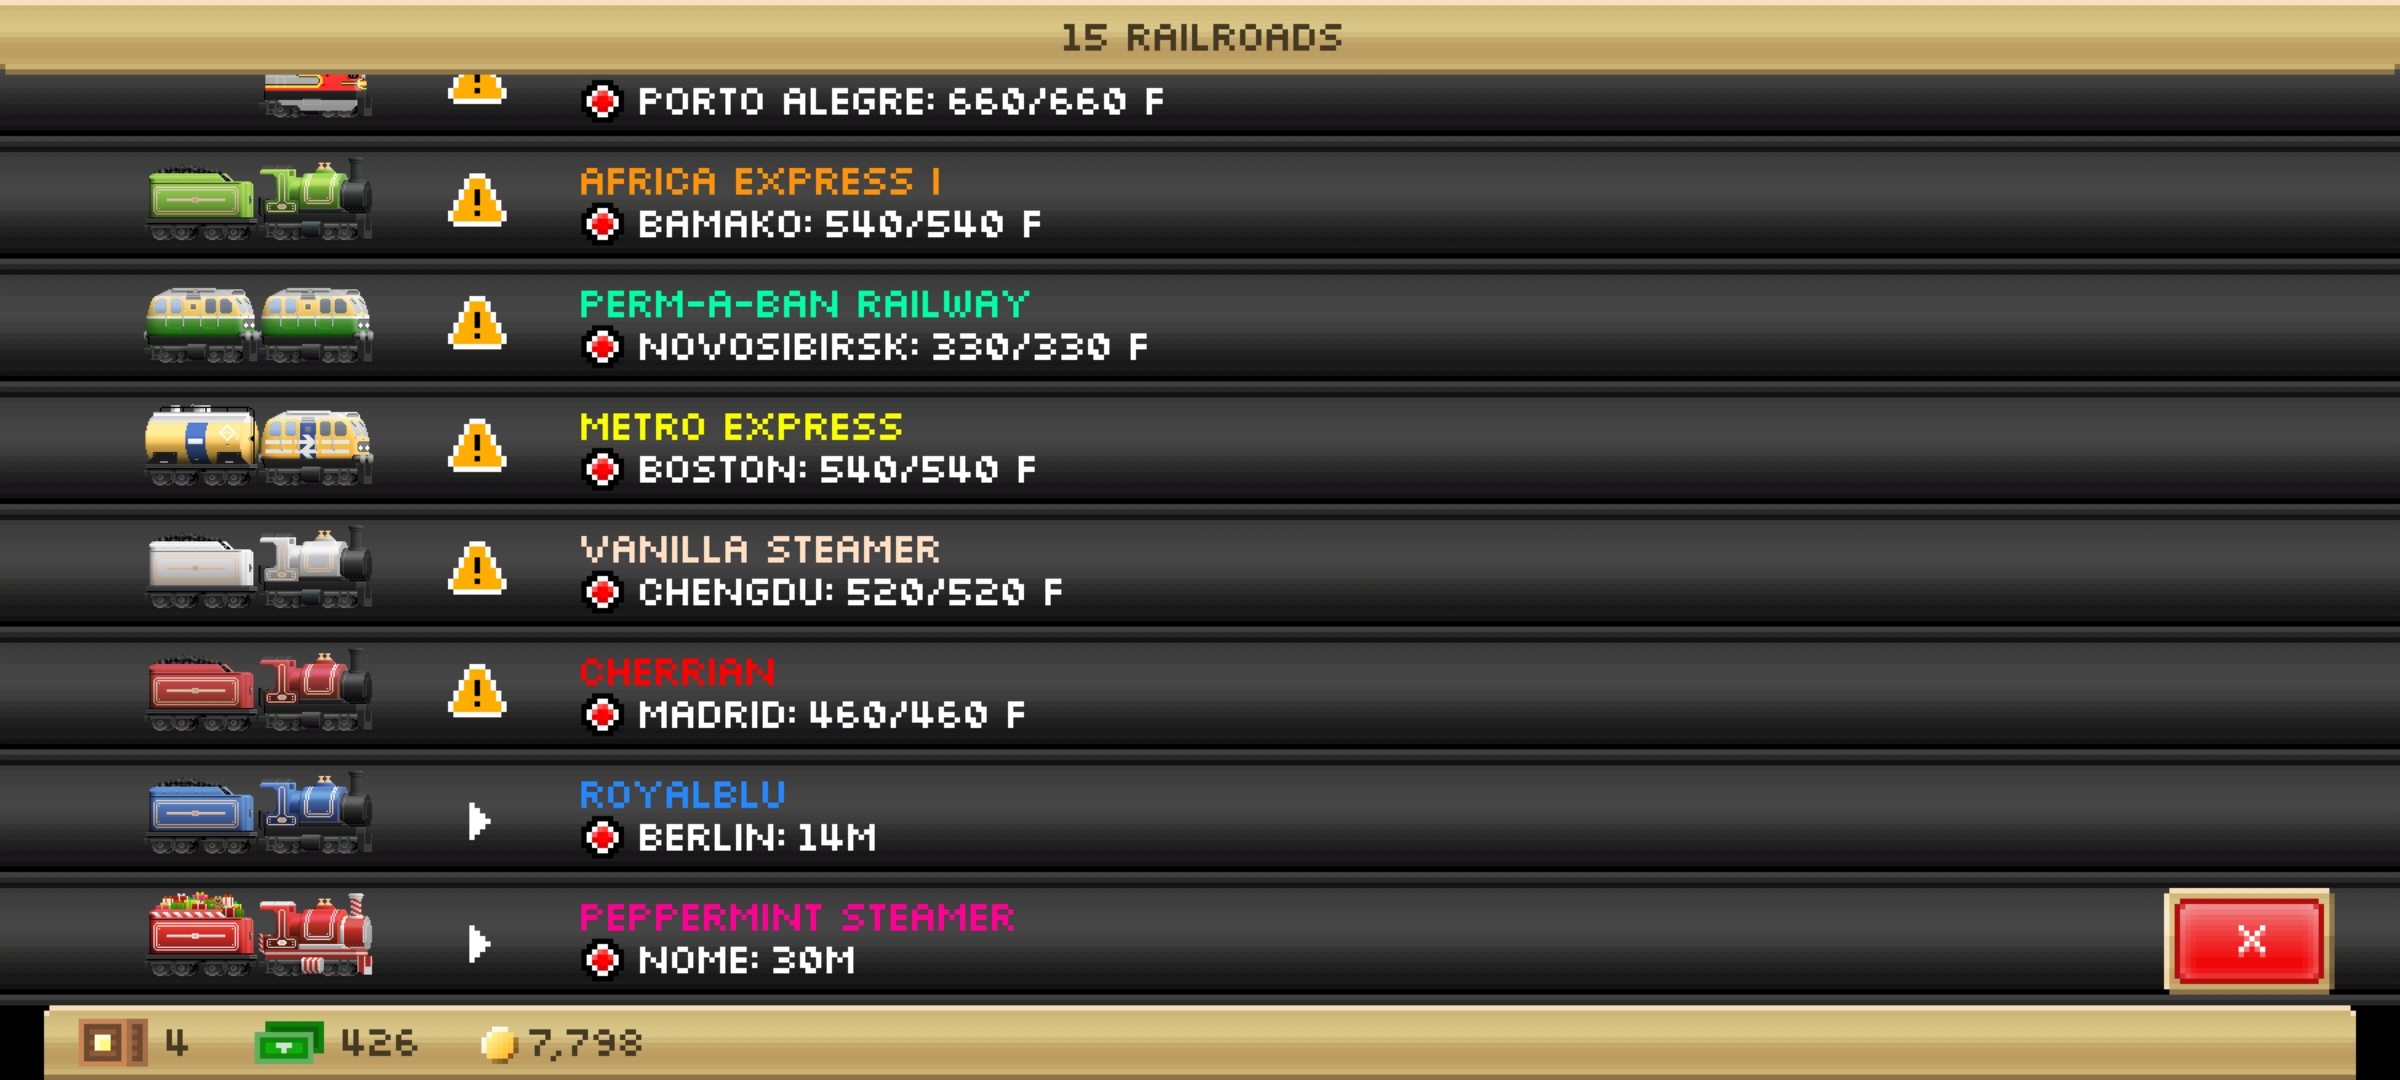 15 RAILROADS
PORTO ALEGRE: 660/660 F
AFRICA EXPRESS I
BAMAKO: 540/540 F
PERM-A-BAN RAILWAY
NOVOSIBIRSK: 330/330 F
METRO EXPRESS
BOSTON: 540/540 F
VANILLA STEAMER
CHENGDU: 520/520 F
CHERRIAN
MADRID: 460/460 F
ROYALBLU
BERLIN: 14M
PEPPERMINT STEAMER
NOME: 30M
X
4 426 7,798